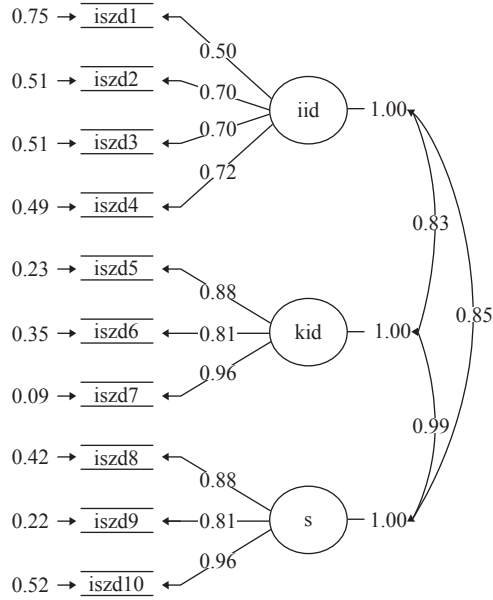 0.75 iszd1
0.50
0.51 iszd2
0.70
iid 1.00
0.51 iszd3
0.70
0.72
0.49 iszd4
0.83
0.23 iszd5
0.88
0.85
0.35 iszd6 0.81 kid 1.00
0.96
0.09 iszd7
0.99
0.42 iszd8
0.88
0.22 iszd9 0.81 s 1.00
0.96
0.52 iszd10